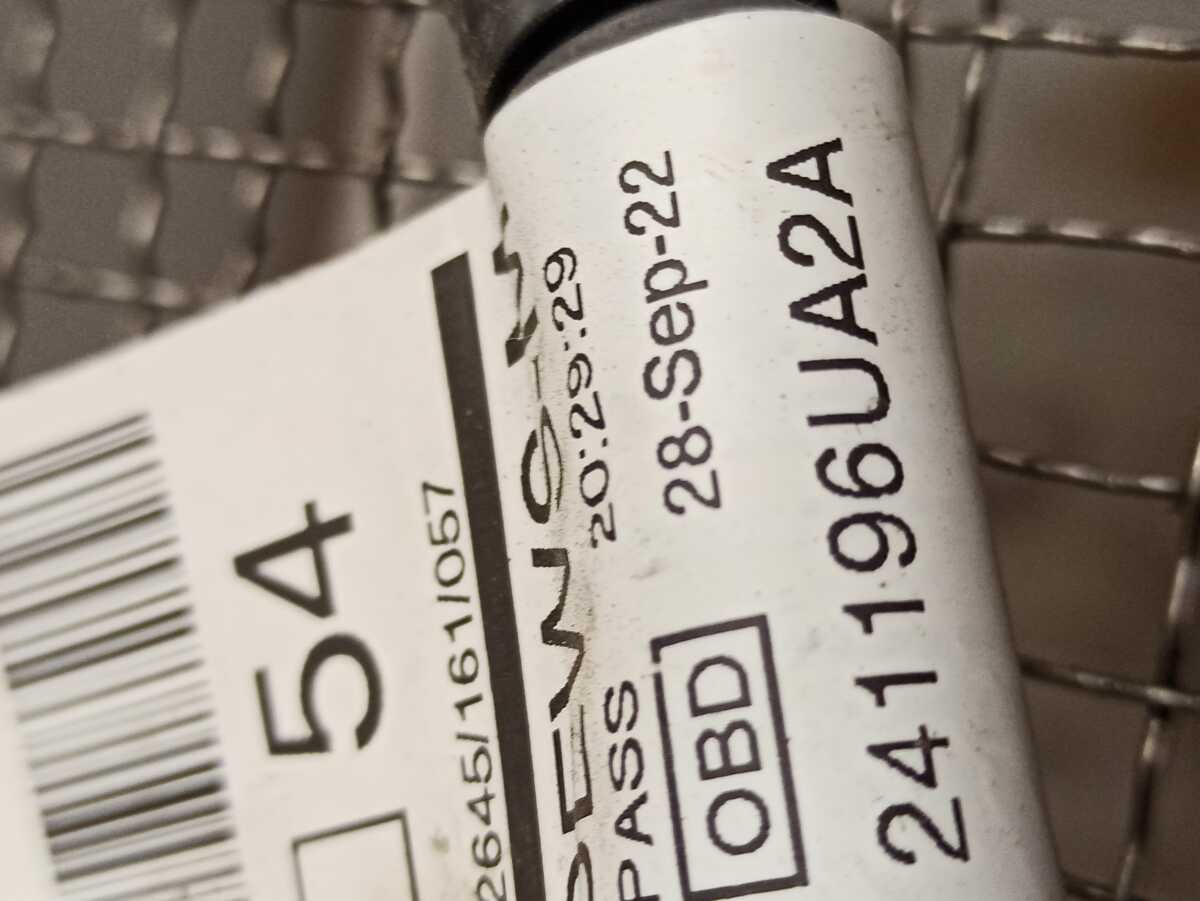 54
2645/161/057
20:29:29
PASS
28-Sep-22
OBD
241196UA2A